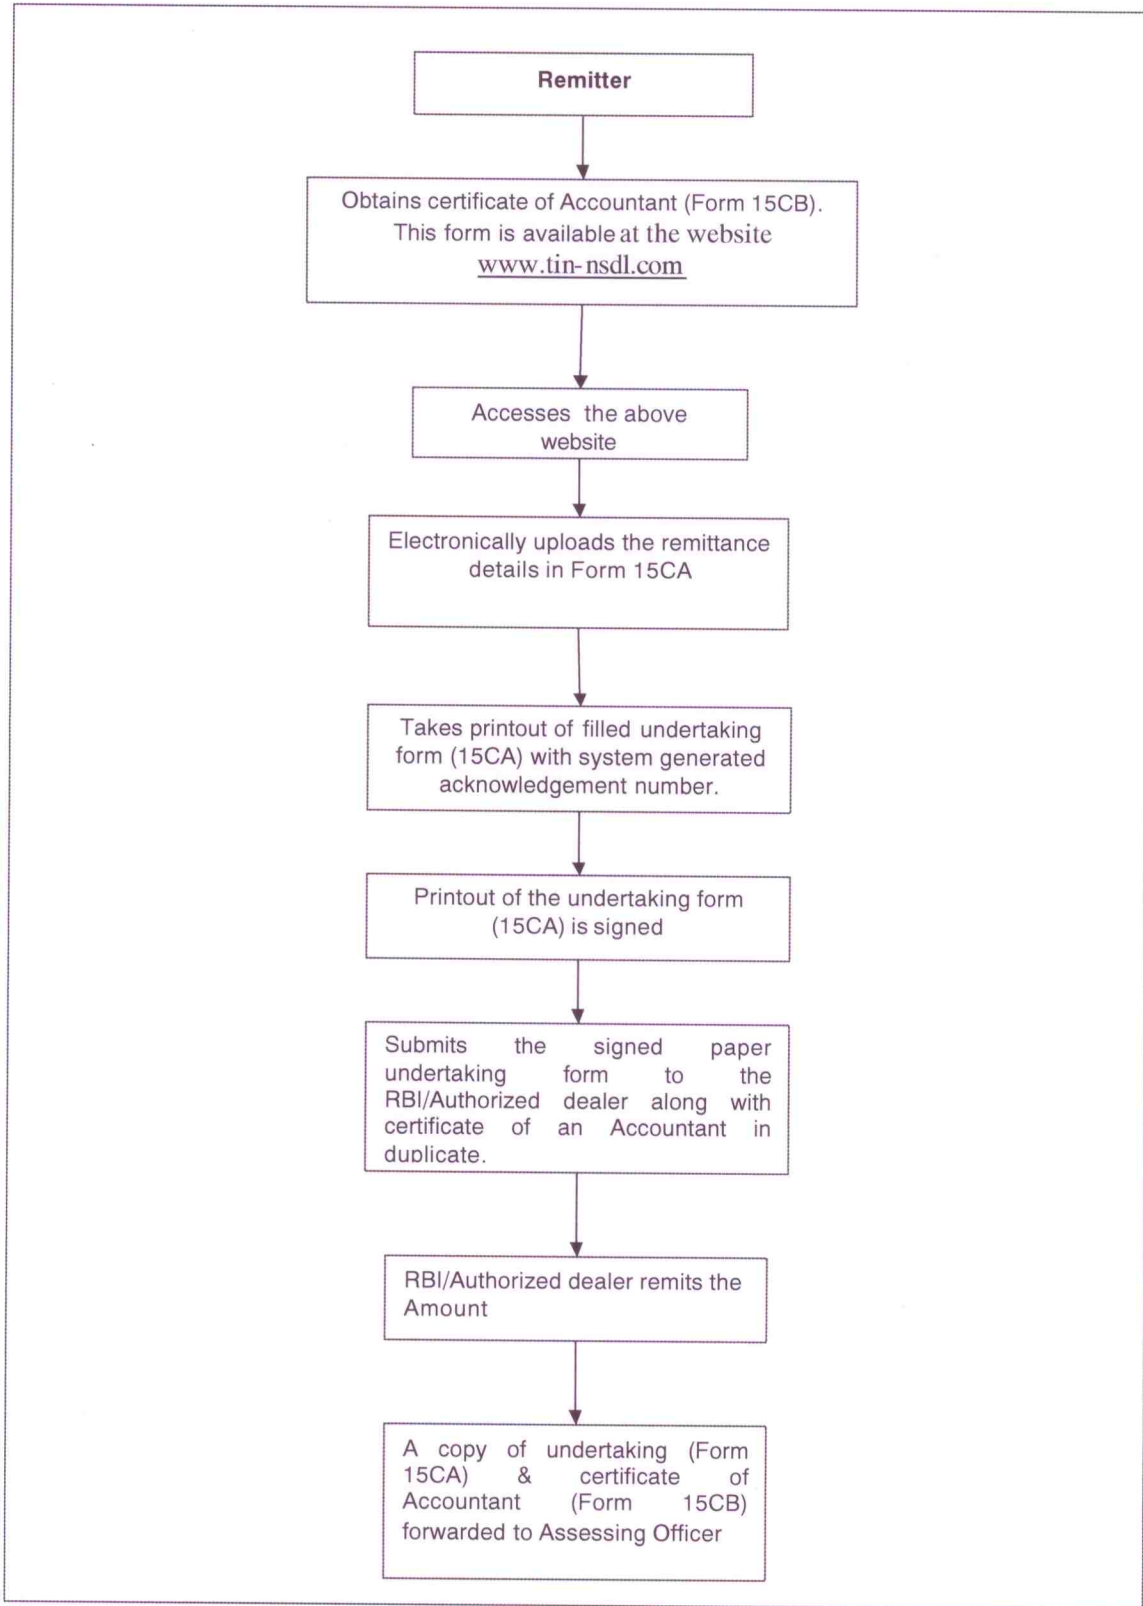 Remitter
Obtains certificate of Accountant (Form 15CB).
This form is available at the website
www.tin-nsdl.com
Accesses the above
website
Electronically uploads the remittance
details in Form 15CA
Takes printout of filled undertaking
form (15CA) with system generated
acknowledgement number.
Printout of the undertaking form
(15CA) is signed
Submits the signed paper
undertaking form to the
RBI/Authorized dealer along with
certificate of an Accountant in
duplicate.
RBI/Authorized dealer remits the
Amount
A copy of undertaking (Form
15CA) & certificate of
Accountant (Form 15CB)
forwarded to Assessing Officer